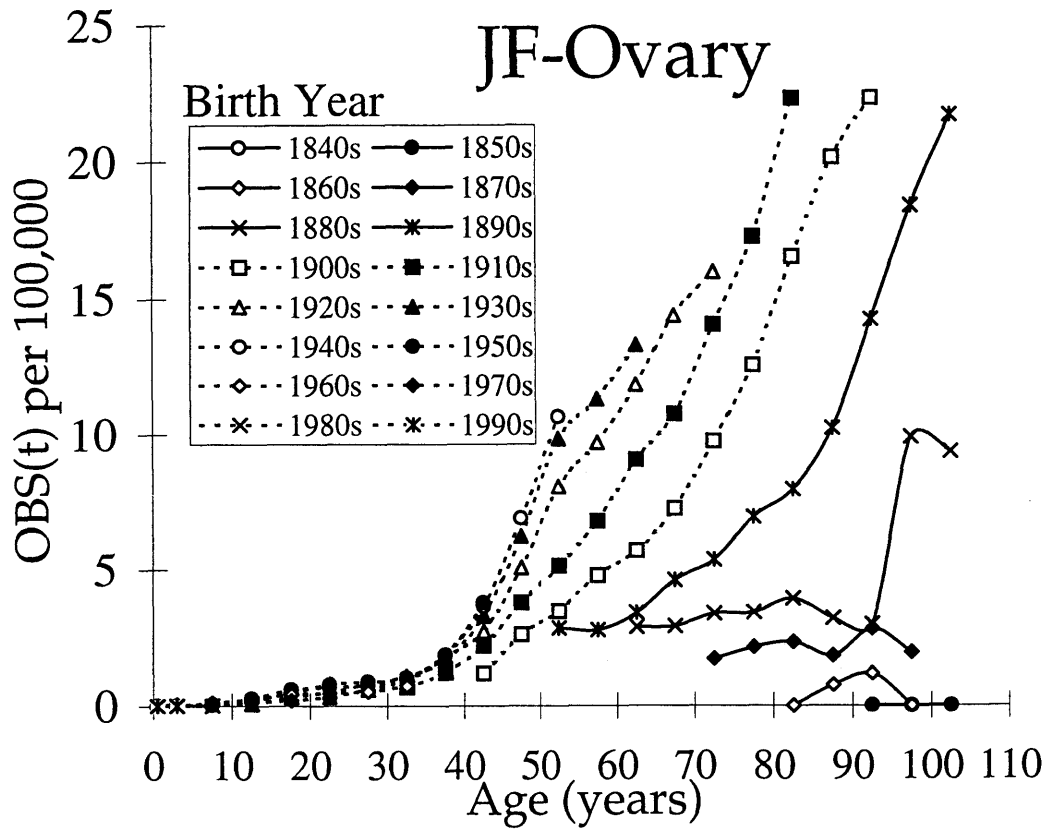 JF-Ovary
Birth Year
1840s 1850s
1860s 1870s
1880s 1890s
1900s 1910s
1920s 1930s
1940s 1950s
1960s 1970s
1980s 1990s
OBS(t) per 100,000
25
20
15
10
5
0
0 10 20 30 40 50 60 70 80 90 100 110
Age (years)